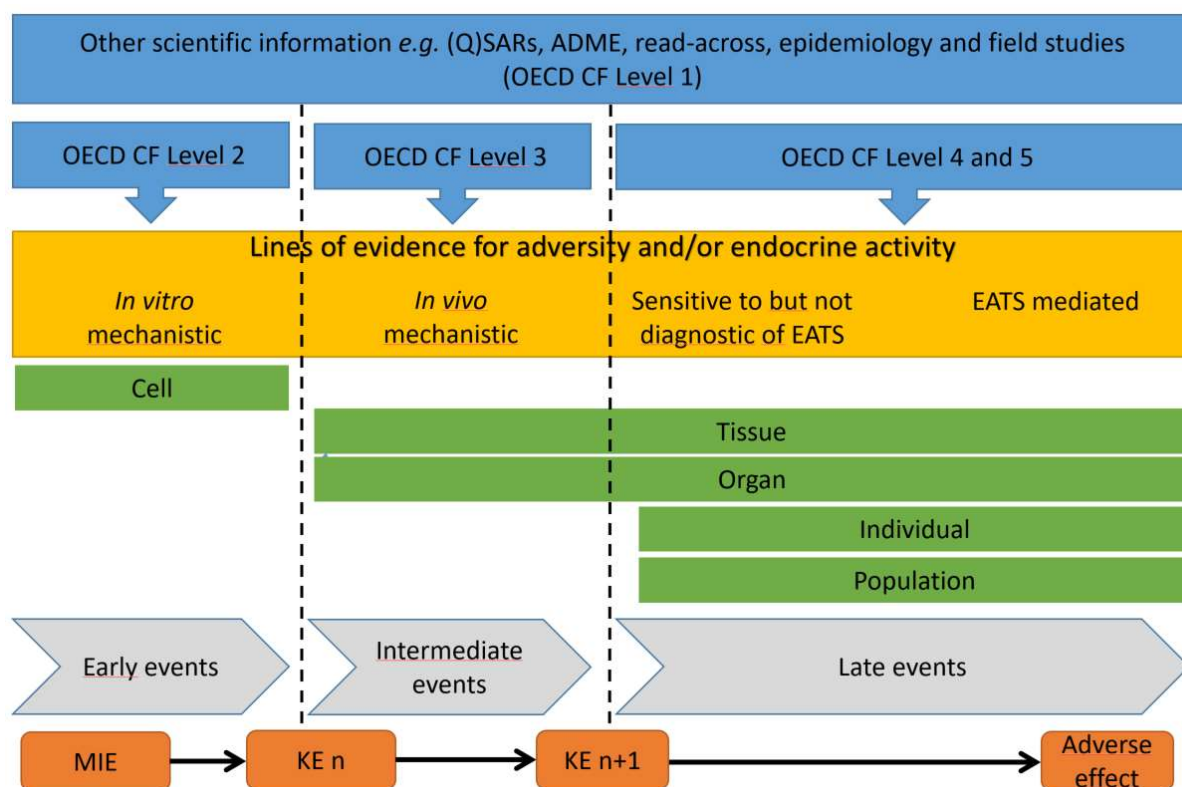 Other scientific information e.g. (Q)SARs, ADME, read-across, epidemiology and field studies
(OECD CF Level 1)
OECD CF Level 2
OECD CF Level 3
OECD CF Level 4 and 5
Lines of evidence for adversity and/or endocrine activity
In vitro
mechanistic
In vivo
mechanistic
Sensitive to but not
diagnostic of EATS
EATS mediated
Cell
Tissue
Organ
Individual
Population
Early events
Intermediate
events
Late events
MIE
KE n
KE n+1
Adverse
effect